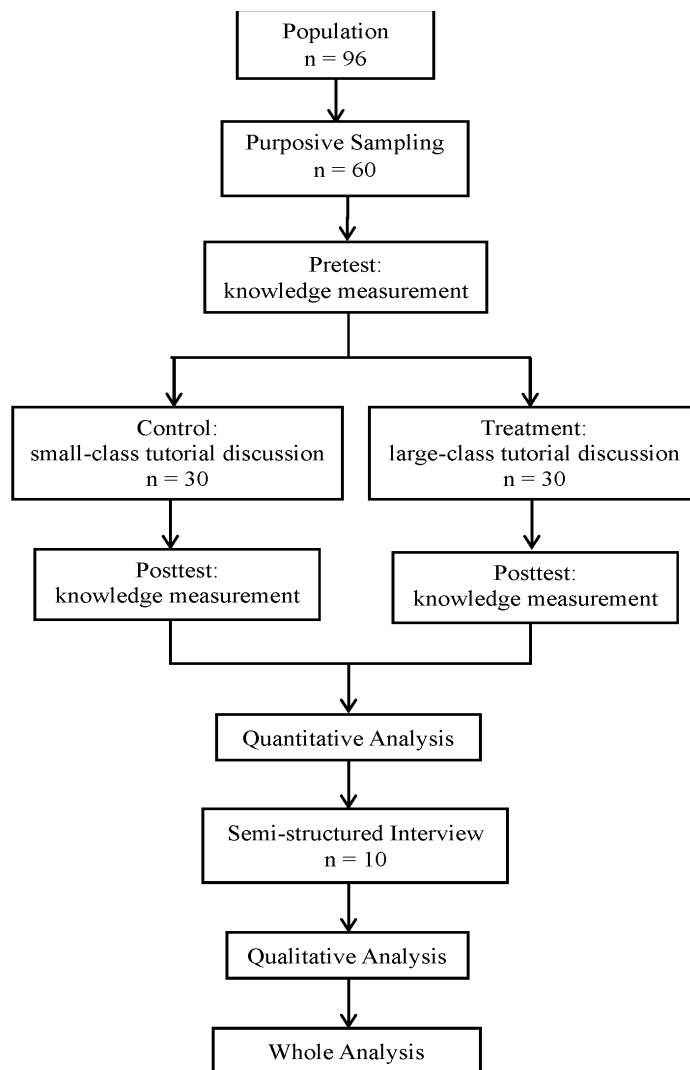 Population
n = 96
Purposive Sampling
n = 60
Pretest:
knowledge measurement
Control:
small-class tutorial discussion
n = 30
Treatment:
large-class tutorial discussion
n = 30
Posttest:
knowledge measurement
Posttest:
knowledge measurement
Quantitative Analysis
Semi-structured Interview
n = 10
Qualitative Analysis
Whole Analysis